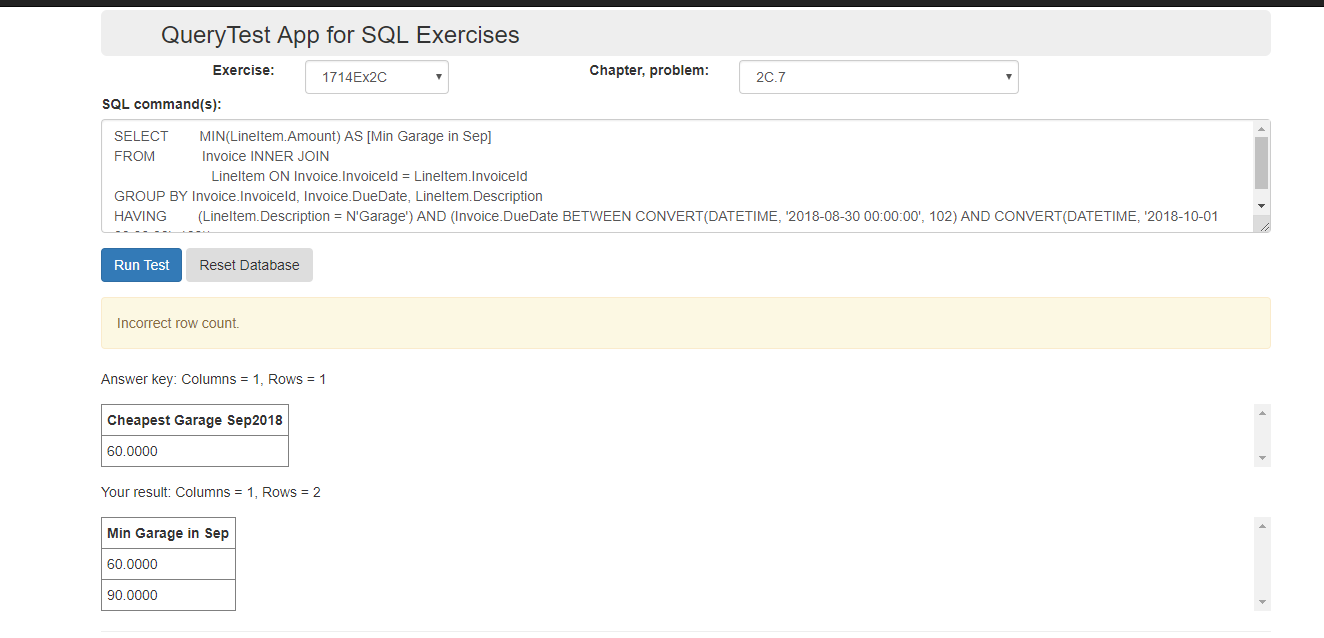 QueryTest App for SQL Exercises
Exercise: 1714Ex2C Chapter, problem: 2C.7
SQL command(s):
SELECT MIN(LineItem.Amount) AS [Min Garage in Sep]
FROM Invoice INNER JOIN
LineItem ON Invoice.InvoiceId = LineItem.InvoiceId
GROUP BY Invoice.InvoiceId, Invoice.DueDate, LineItem.Description
HAVING (LineItem.Description = N'Garage') AND (Invoice.DueDate BETWEEN CONVERT(DATETIME, '2018-08-30 00:00:00', 102) AND CONVERT(DATETIME, '2018-10-01
Run Test Reset Database
Incorrect row count.
Answer key: Columns = 1, Rows = 1
Cheapest Garage Sep2018
60.0000
Your result: Columns = 1, Rows = 2
Min Garage in Sep
60.0000
90.0000